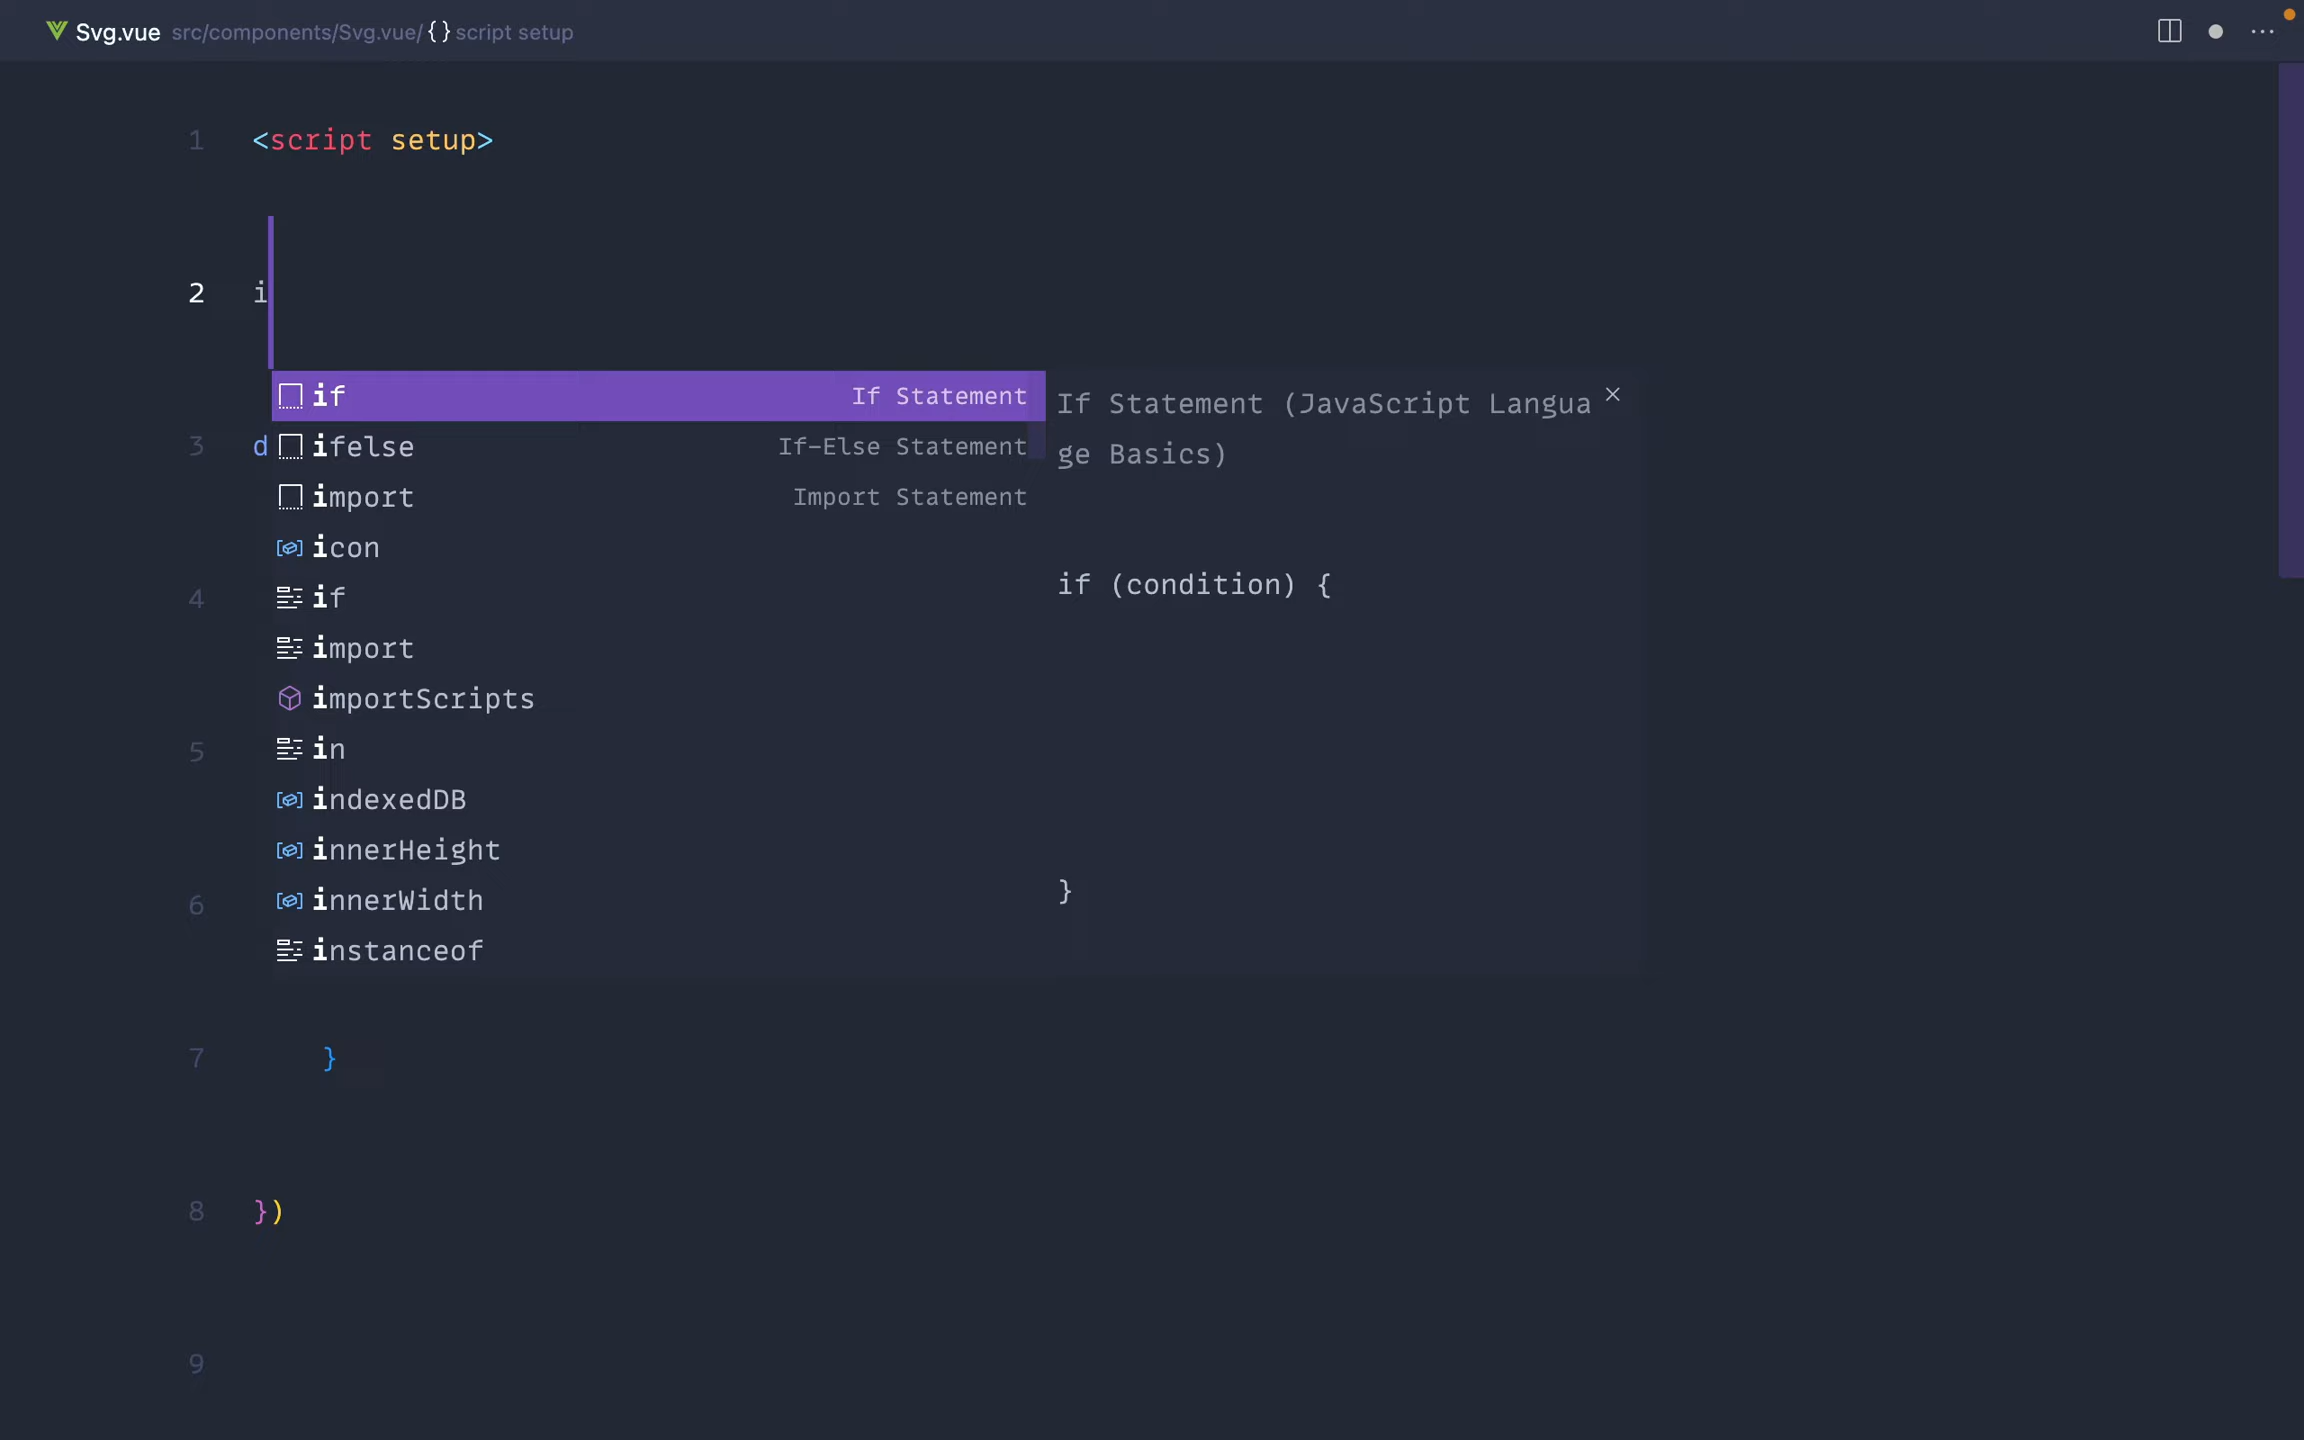 Svg.vue src/components/Svg.vue/{} script setup
1 <script setup>
2 i
if If Statement
3 d ifelse If-Else Statement
import Import Statement
icon
4 if
import
importScripts
5 in
indexedDB
innerHeight
6 innerWidth
instanceof
If Statement (JavaScript Langua
ge Basics)
if (condition) {
}
7 }
8 })
9